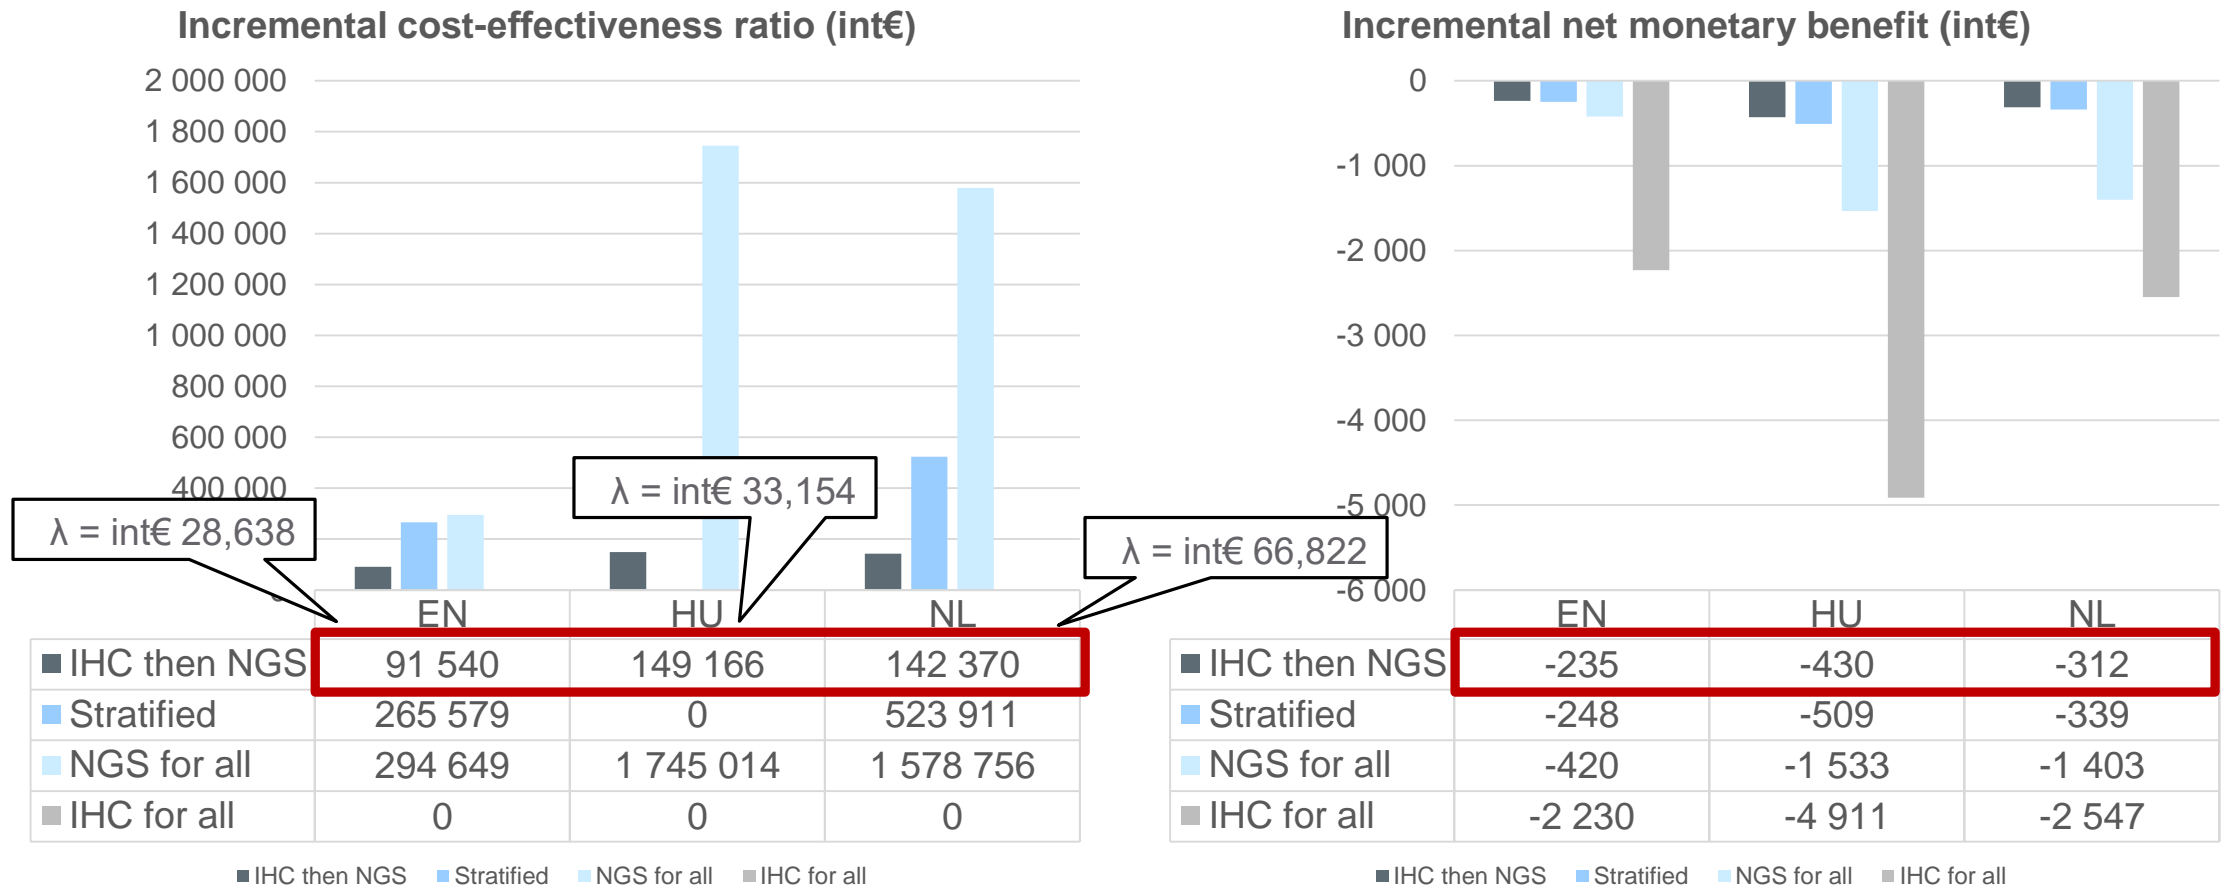 Incremental cost-effectiveness ratio (int€)
2 000 000
1 800 000
1 600 000
1 400 000
1 200 000
1 000 000
800 000
600 000
400 000
λ = int€ 28,638
λ = int€ 33,154
λ = int€ 66,822
EN HU NL
IHC then NGS 91 540 149 166 142 370
Stratified 265 579 0 523 911
NGS for all 294 649 1 745 014 1 578 756
IHC for all 0 0 0
IHC then NGS Stratified NGS for all IHC for all
Incremental net monetary benefit (int€)
0
-1 000
-2 000
-3 000
-4 000
-5 000
-6 000
EN HU NL
IHC then NGS -235 -430 -312
Stratified -248 -509 -339
NGS for all -420 -1 533 -1 403
IHC for all -2 230 -4 911 -2 547
IHC then NGS Stratified NGS for all IHC for all